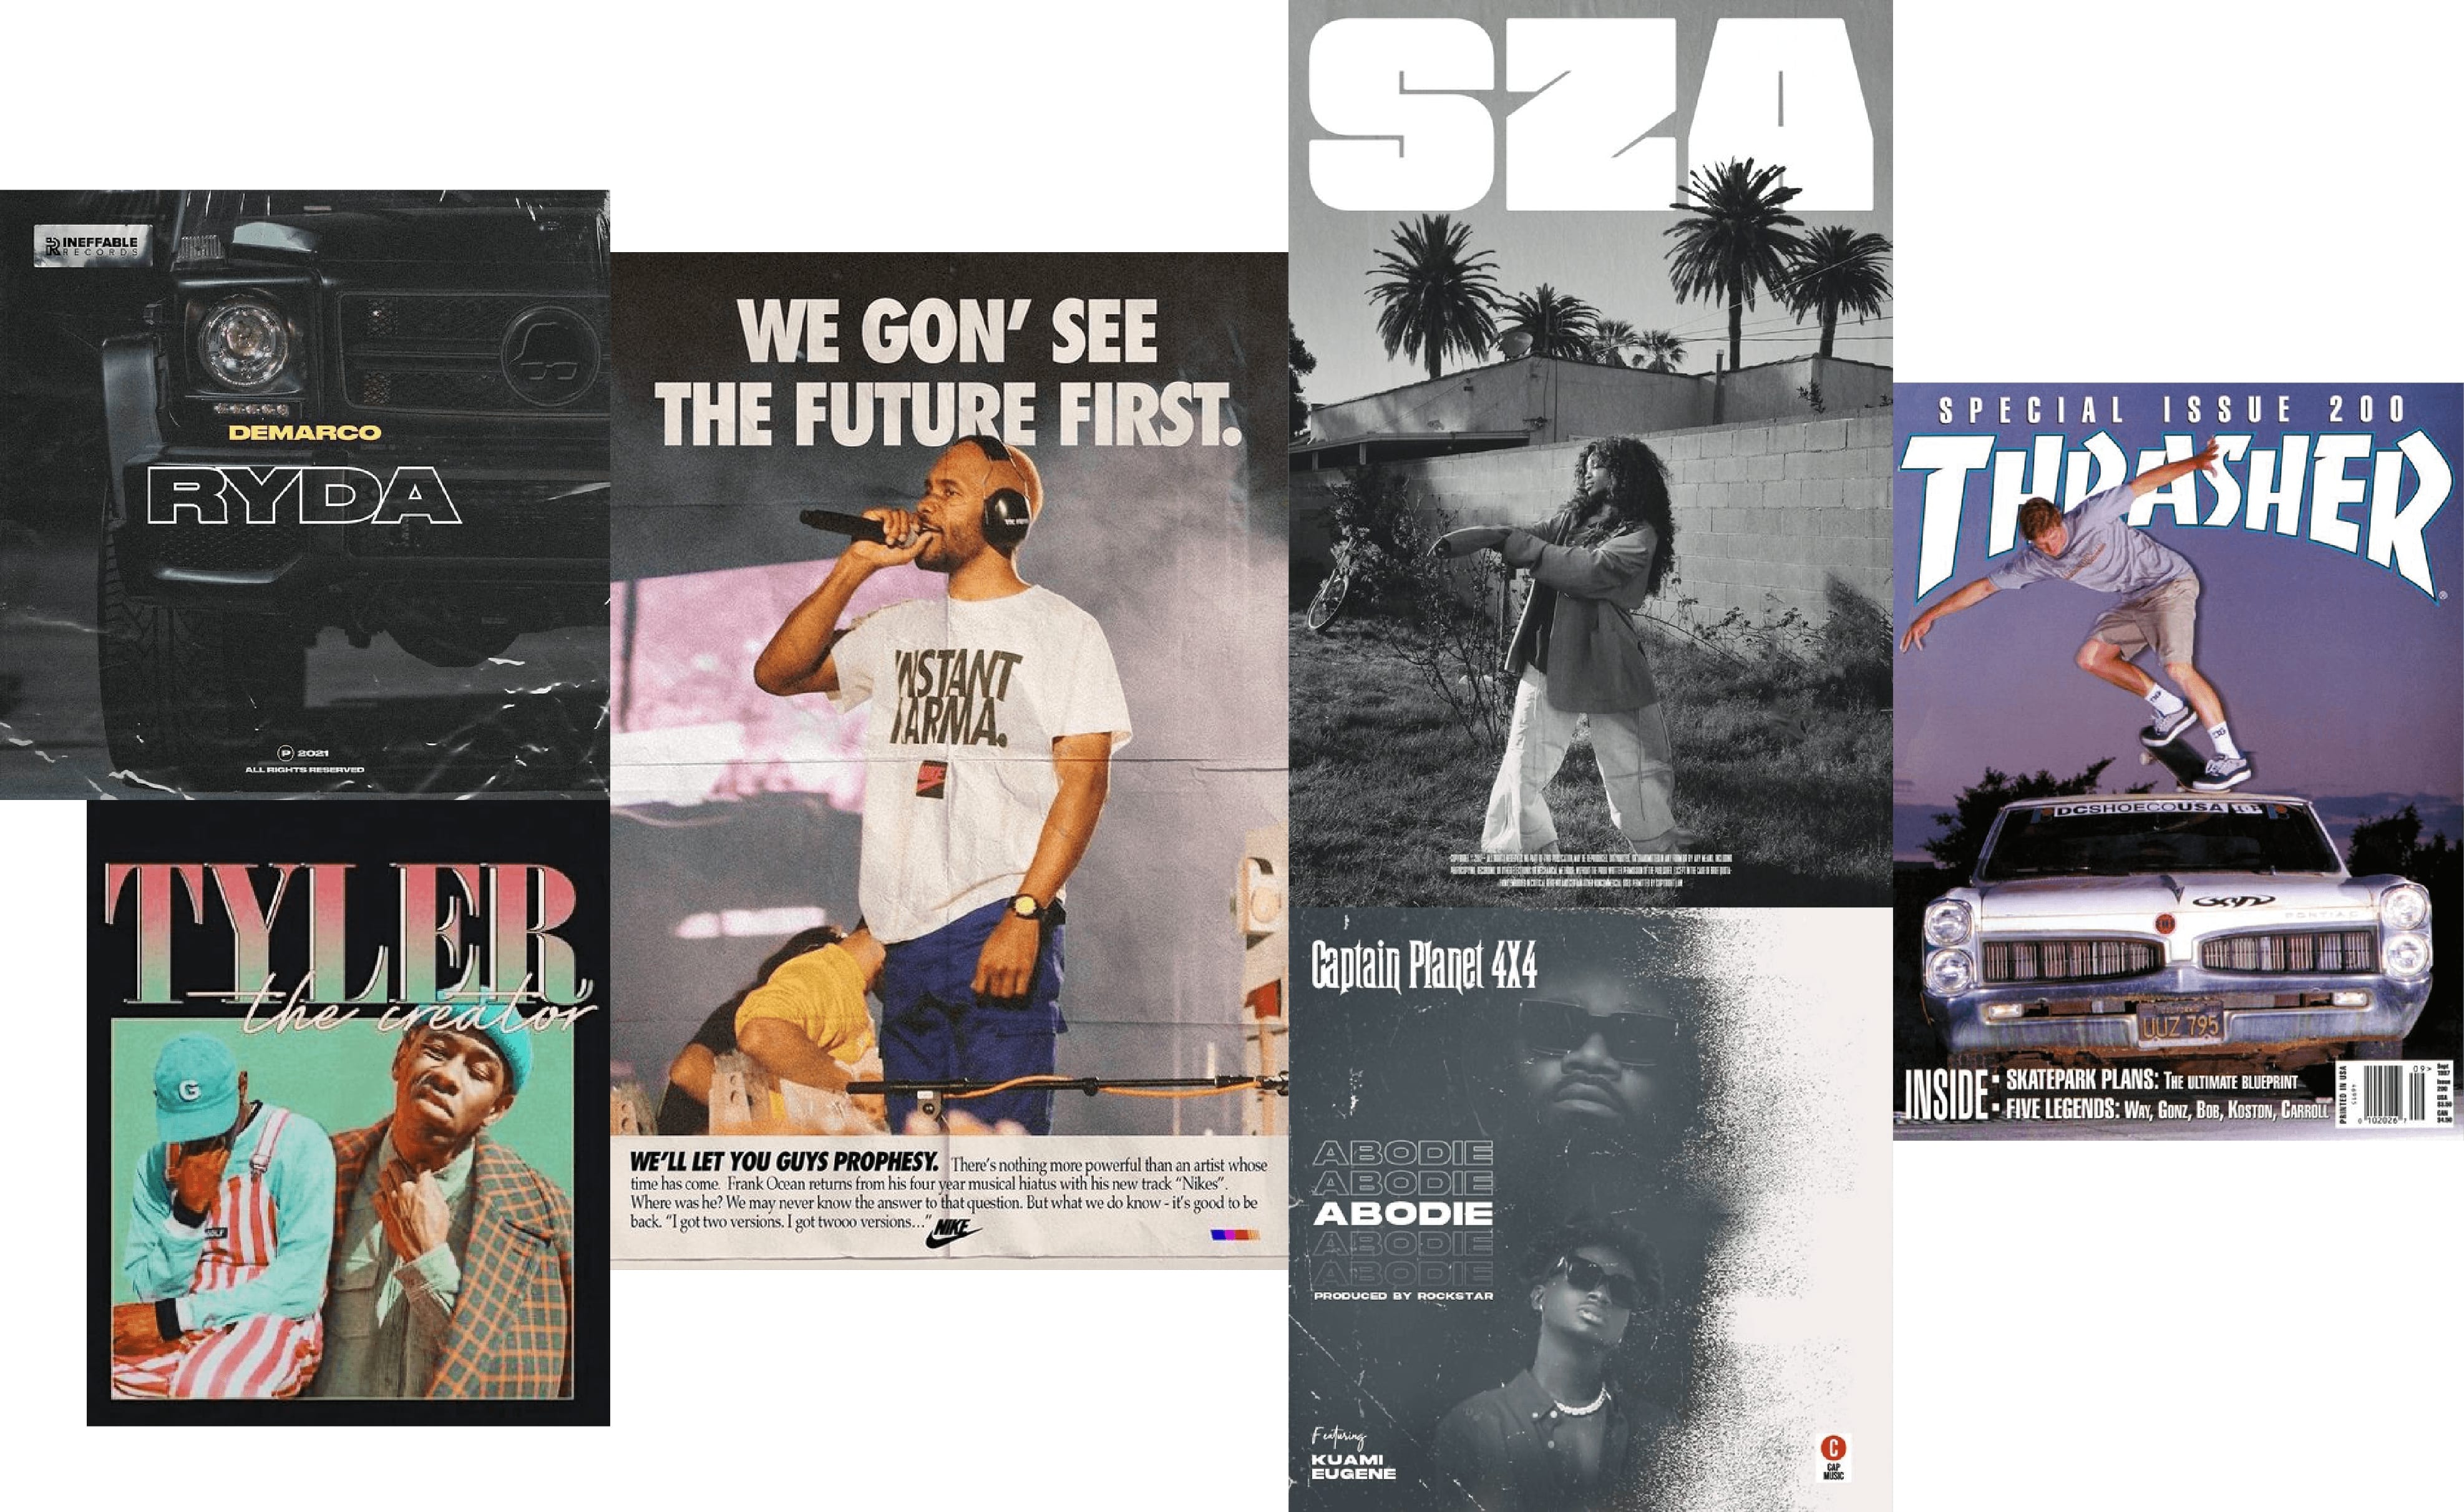 INEFFABLE
RECORDS
DEMARCO
RYDA
P 2021
ALL RIGHTS RESERVED
TYLER
the creator
G
GOLF
WE GON' SEE
THE FUTURE FIRST.
INSTANT
KARMA.
NIKE
WE'LL LET YOU GUYS PROPHESY. There's nothing more powerful than an artist whose
time has come. Frank Ocean returns from his four year musical hiatus with his new track “Nikes”.
Where was he? We may never know the answer to that question. But what we do know - it's good to be
back. “I got two versions. I got twooo versions...”
NIKE
SZA
Captain Planet 4X4
ABODIE
ABODIE
ABODIE
ABODIE
ABODIE
PRODUCED BY ROCKSTAR
Featuring
KUAMI
EUGENE
C
CAP
MUSIC
SPECIAL ISSUE 200
THRASHER
®
DCSHOECOUSA
PONTIAC
UUZ 795
INSIDE:
SKATEPARK PLANS: THE ULTIMATE BLUEPRINT
FIVE LEGENDS: WAY, GONZ, BOB, KOSTON, CARROLL
PRINTED IN USA
09>